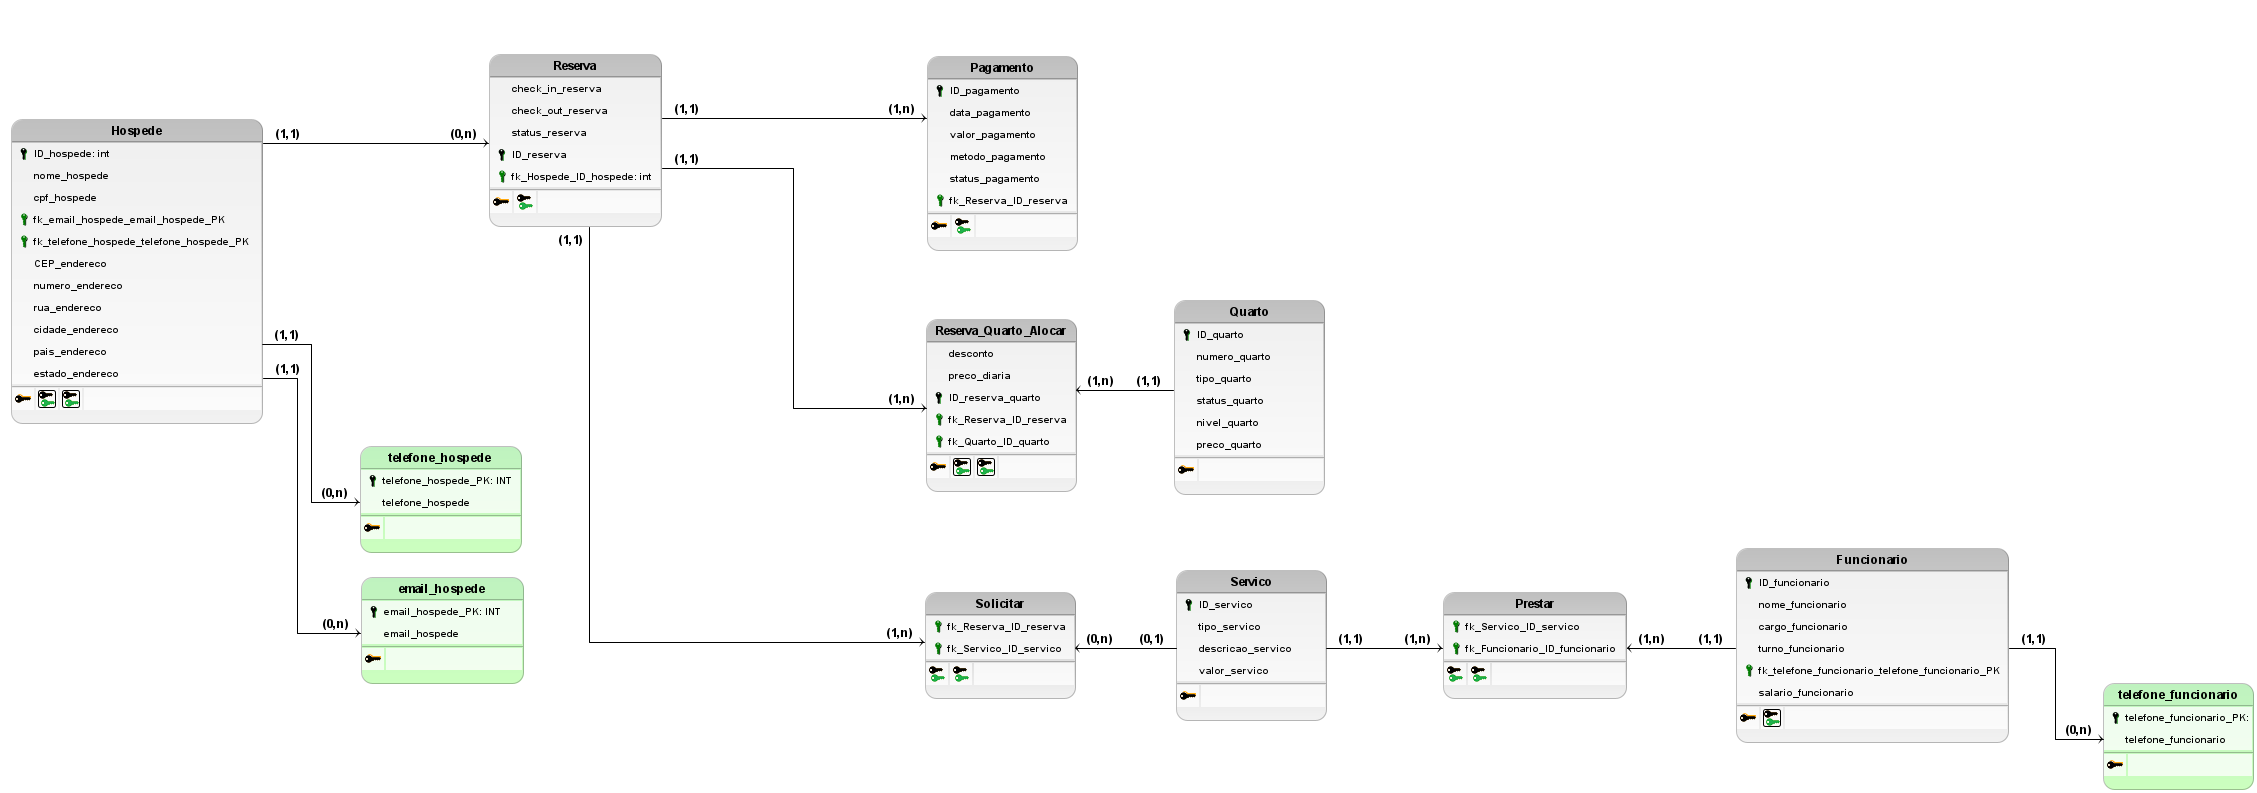 Hospede
ID_hospede: int
nome_hospede
cpf_hospede
fk_email_hospede_email_hospede_PK
fk_telefone_hospede_telefone_hospede_PK
CEP_endereco
numero_endereco
rua_endereco
cidade_endereco
pais_endereco
estado_endereco
(1,1)
(0,n)
(1,1)
(1,1)
(0,n)
(0,n)
telefone_hospede
telefone_hospede_PK: INT
telefone_hospede
email_hospede
email_hospede_PK: INT
email_hospede
Reserva
check_in_reserva
check_out_reserva
status_reserva
ID_reserva
fk_Hospede_ID_hospede: int
(1,1)
(1,n)
(1,1)
(1,n)
(1,1)
(1,n)
Pagamento
ID_pagamento
data_pagamento
valor_pagamento
metodo_pagamento
status_pagamento
fk_Reserva_ID_reserva
Reserva_Quarto_Alocar
desconto
preco_diaria
ID_reserva_quarto
fk_Reserva_ID_reserva
fk_Quarto_ID_quarto
(1,n)
(1,1)
Quarto
ID_quarto
numero_quarto
tipo_quarto
status_quarto
nivel_quarto
preco_quarto
Solicitar
fk_Reserva_ID_reserva
fk_Servico_ID_servico
(0,n)
(0,1)
Servico
ID_servico
tipo_servico
descricao_servico
valor_servico
(1,1)
(1,n)
Prestar
fk_Servico_ID_servico
fk_Funcionario_ID_funcionario
(1,n)
(1,1)
Funcionario
ID_funcionario
nome_funcionario
cargo_funcionario
turno_funcionario
fk_telefone_funcionario_telefone_funcionario_PK
salario_funcionario
(1,1)
(0,n)
telefone_funcionario
telefone_funcionario_PK:
telefone_funcionario